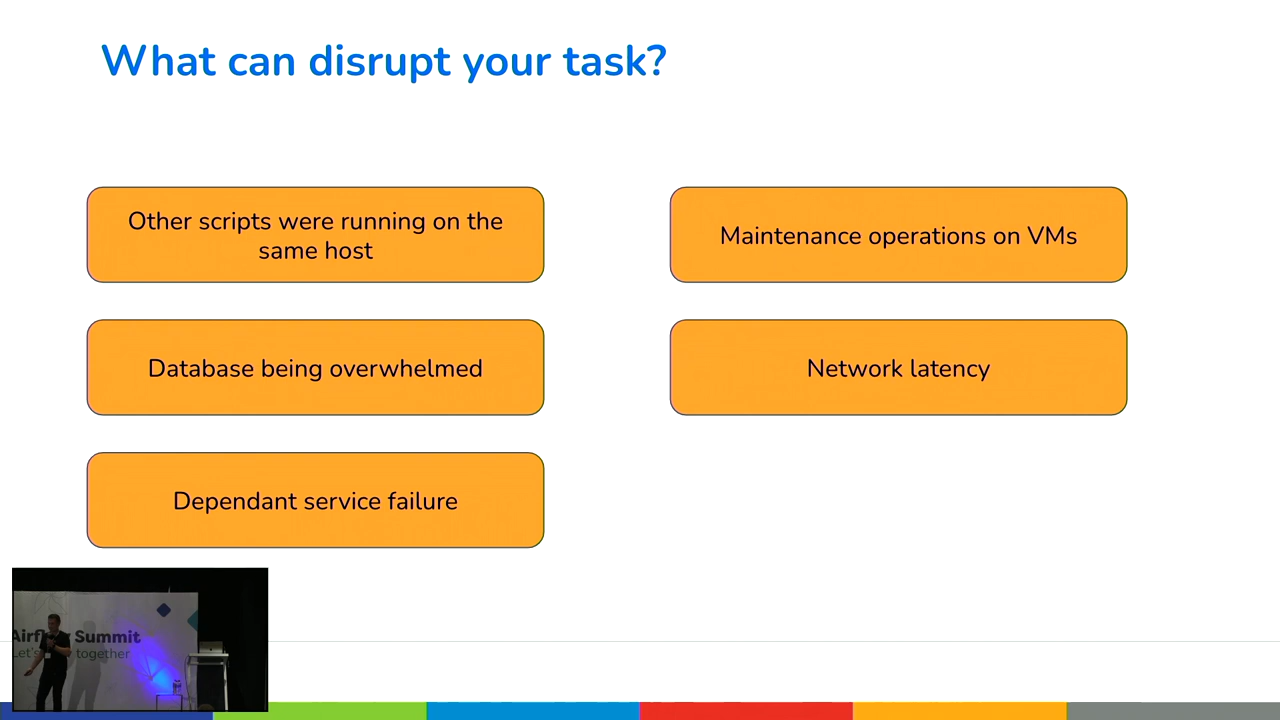 What can disrupt your task?
Other scripts were running on the
same host
Maintenance operations on VMs
Database being overwhelmed
Network latency
Dependant service failure
Summit
together